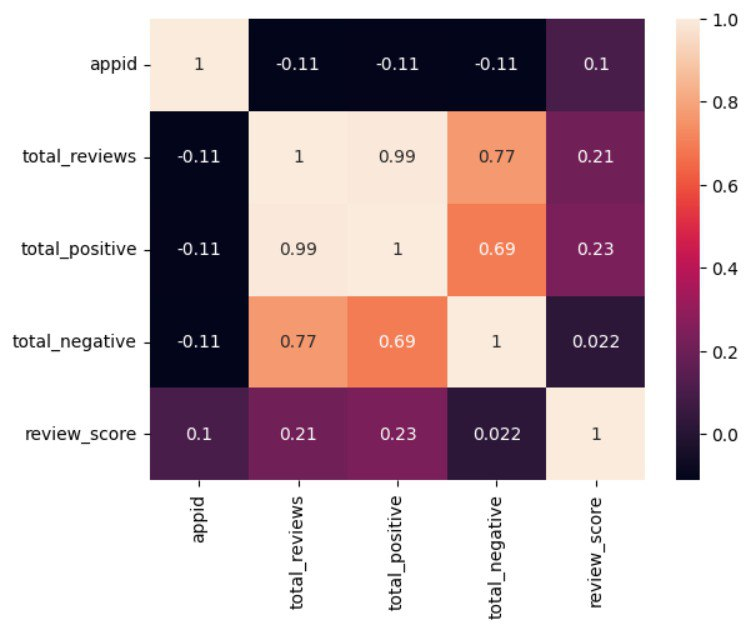 appid 1 -0.11 -0.11 -0.11 0.1
total_reviews -0.11 1 0.99 0.77 0.21
total_positive -0.11 0.99 1 0.69 0.23
total_negative -0.11 0.77 0.69 1 0.022
review_score 0.1 0.21 0.23 0.022 1
appid total_reviews total_positive total_negative review_score
1.0
0.8
0.6
0.4
0.2
0.0